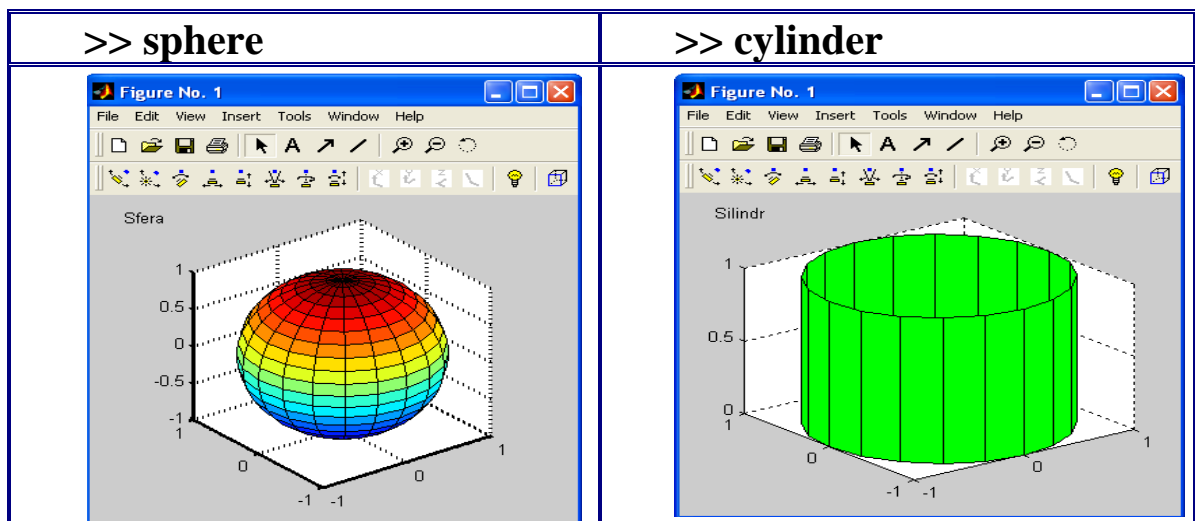 >> sphere
>> cylinder
Figure No. 1
File Edit View Insert Tools Window Help
A
Sfera
1
0.5
0
-0.5
-1
1
0
-1
-1
0
1
Figure No. 1
File Edit View Insert Tools Window Help
A
Silindr
1
0.5
0
1
0
-1
-1
0
1